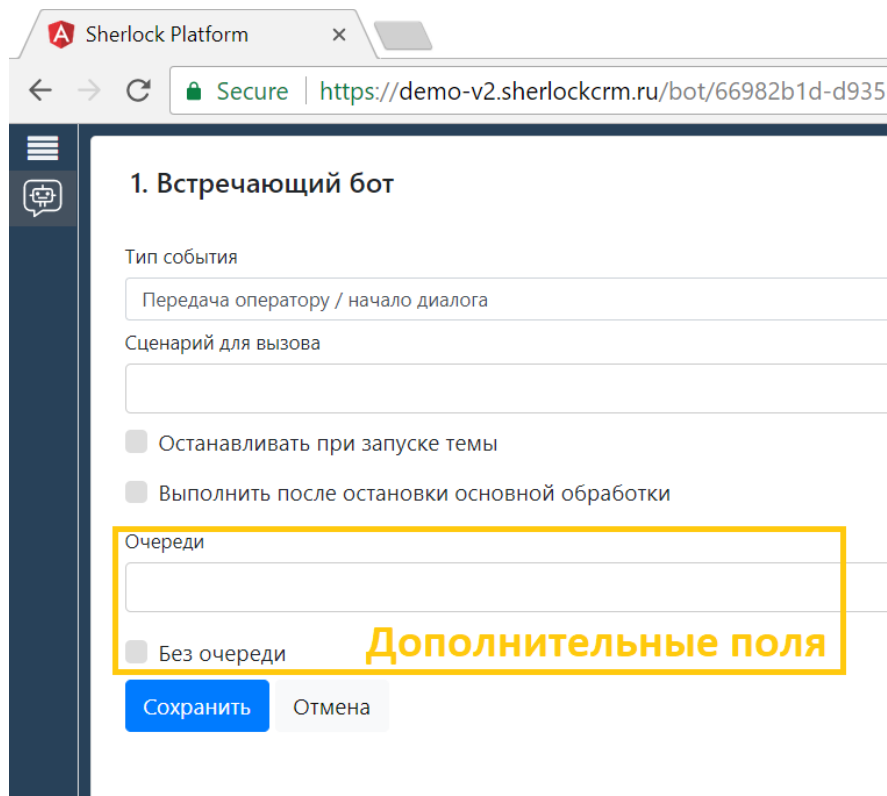 Sherlock Platform
Secure
https://demo-v2.sherlockcrm.ru/bot/66982b1d-d935
1. Встречающий бот
Тип события
Передача оператору / начало диалога
Сценарий для вызова
Останавливать при запуске темы
Выполнить после остановки основной обработки
Очереди
Дополнительные поля
Без очереди
Сохранить Отмена